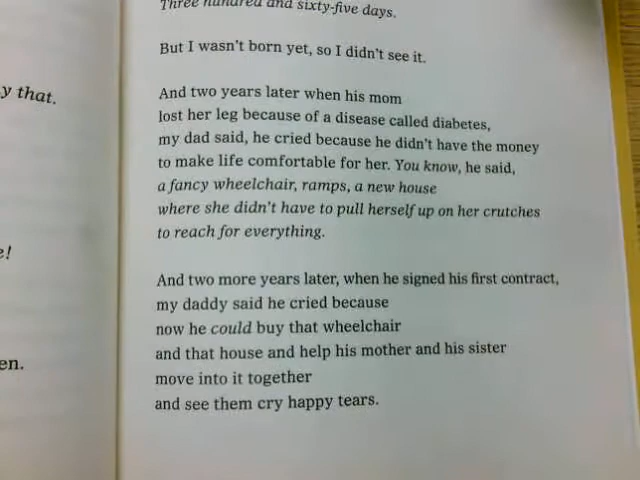 y that.
e!
en.
Three hundred and sixty-five days.
But I wasn't born yet, so I didn't see it.
And two years later when his mom
lost her leg because of a disease called diabetes,
my dad said, he cried because he didn't have the money
to make life comfortable for her. You know, he said,
a fancy wheelchair, ramps, a new house
where she didn't have to pull herself up on her crutches
to reach for everything.
And two more years later, when he signed his first contract,
my daddy said he cried because
now he could buy that wheelchair
and that house and help his mother and his sister
move into it together
and see them cry happy tears.